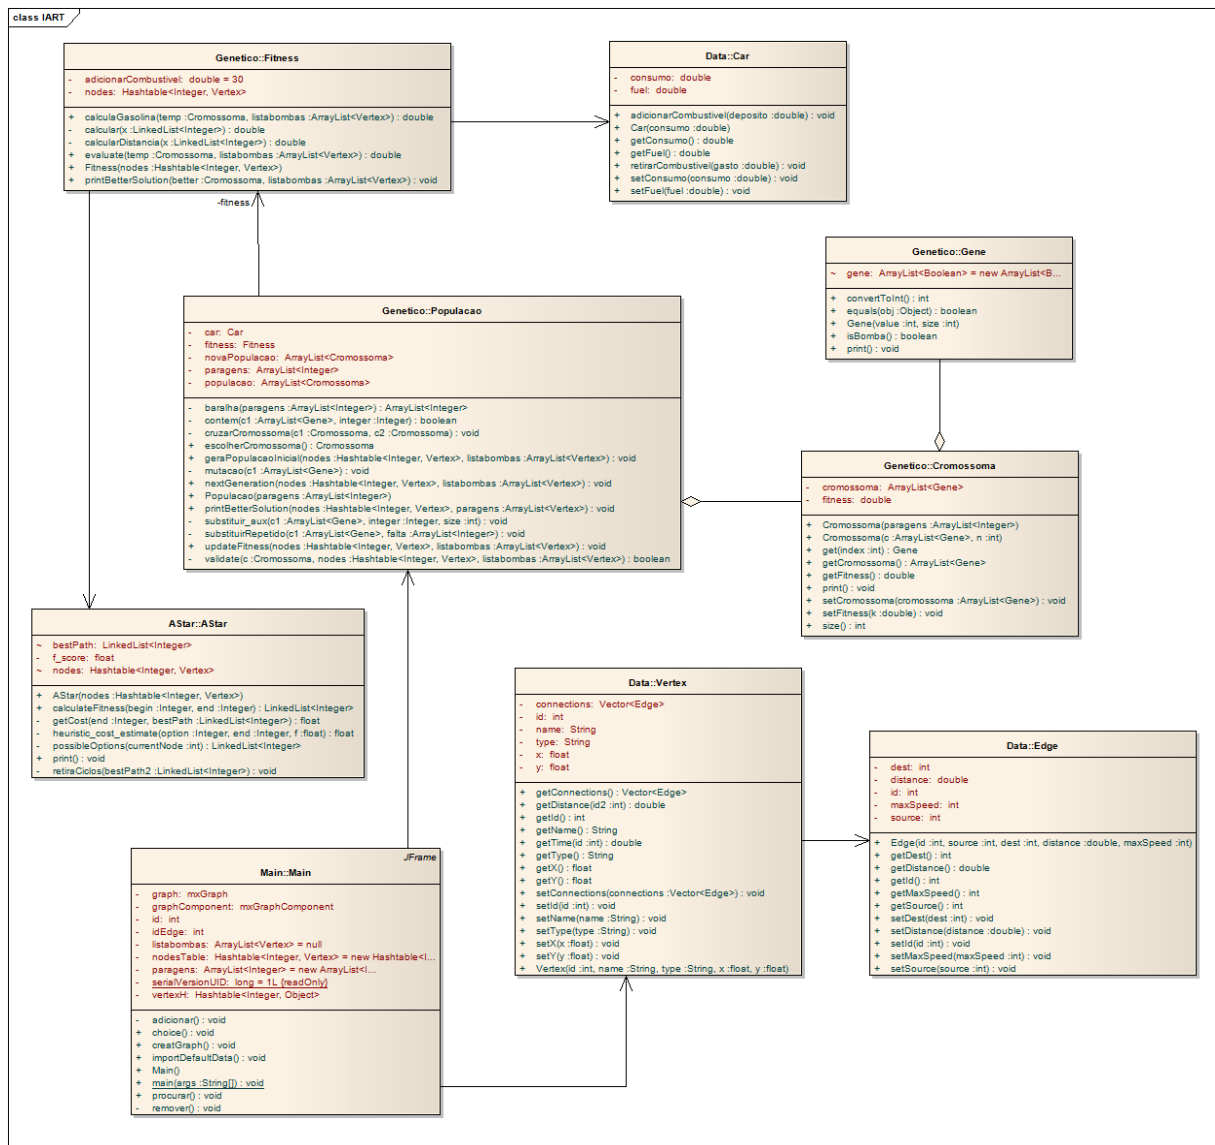 class IART
Genetico::Fitness
- adicionarCombustivel: double = 30
- nodes: Hashtable<Integer, Vertex>
+ calculaGasolina(temp :Cromossoma, listabombas :ArrayList<Vertex>) : double
- calcular(x :LinkedList<Integer>) : double
- calcularDistancia(x :LinkedList<Integer>) : double
+ evaluate(temp :Cromossoma, listabombas :ArrayList<Vertex>) : double
+ Fitness(nodes :Hashtable<Integer, Vertex>)
+ printBetterSolution(better :Cromossoma, listabombas :ArrayList<Vertex>) : void
Data::Car
- consumo: double
- fuel: double
+ adicionarCombustivel(deposito :double) : void
+ Car(consumo :double)
+ getConsumo() : double
+ getFuel() : double
+ retirarCombustivel(gasto :double) : void
+ setConsumo(consumo :double) : void
+ setFuel(fuel :double) : void
-fitness
Genetico::Gene
~ gene: ArrayList<Boolean> = new ArrayList<B...
+ convertToInt() : int
+ equals(obj :Object) : boolean
+ Gene(value :int, size :int)
+ isBomba() : boolean
+ print() : void
Genetico::Populacao
- car: Car
- fitness: Fitness
- novaPopulacao: ArrayList<Cromossoma>
- paragens: ArrayList<Integer>
- populacao: ArrayList<Cromossoma>
- baralha(paragens :ArrayList<Integer>) : ArrayList<Integer>
- contem(c1 :ArrayList<Gene>, integer :Integer) : boolean
- cruzarCromossoma(c1 :Cromossoma, c2 :Cromossoma) : void
+ escolherCromossoma() : Cromossoma
+ geraPopulacaoInicial(nodes :Hashtable<Integer, Vertex>, listabombas :ArrayList<Vertex>) : void
- mutacao(c1 :ArrayList<Gene>) : void
+ nextGeneration(nodes :Hashtable<Integer, Vertex>, listabombas :ArrayList<Vertex>) : void
+ Populacao(paragens :ArrayList<Integer>)
+ printBetterSolution(nodes :Hashtable<Integer, Vertex>, paragens :ArrayList<Vertex>) : void
- substituir_aux(c1 :ArrayList<Gene>, integer :Integer, size :int) : void
- substituirRepetido(c1 :ArrayList<Gene>, falta :ArrayList<Integer>) : void
+ updateFitness(nodes :Hashtable<Integer, Vertex>, listabombas :ArrayList<Vertex>) : void
- validate(c :Cromossoma, nodes :Hashtable<Integer, Vertex>, listabombas :ArrayList<Vertex>) : boolean
Genetico::Cromossoma
- cromossoma: ArrayList<Gene>
- fitness: double
+ Cromossoma(paragens :ArrayList<Integer>)
+ Cromossoma(c :ArrayList<Gene>, n :int)
+ get(index :int) : Gene
+ getCromossoma() : ArrayList<Gene>
+ getFitness() : double
+ print() : void
+ setCromossoma(cromossoma :ArrayList<Gene>) : void
+ setFitness(k :double) : void
+ size() : int
AStar::AStar
~ bestPath: LinkedList<Integer>
- f_score: float
~ nodes: Hashtable<Integer, Vertex>
+ AStar(nodes :Hashtable<Integer, Vertex>)
+ calculateFitness(begin :Integer, end :Integer) : LinkedList<Integer>
- getCost(end :Integer, bestPath :LinkedList<Integer>) : float
- heuristic_cost_estimate(option :Integer, end :Integer, f :float) : float
- possibleOptions(currentNode :int) : LinkedList<Integer>
+ print() : void
- retiraCiclos(bestPath2 :LinkedList<Integer>) : void
Data::Vertex
- connections: Vector<Edge>
- id: int
- name: String
- type: String
- x: float
- y: float
+ getConnections() : Vector<Edge>
+ getDistance(id2 :int) : double
+ getId() : int
+ getName() : String
+ getTime(id :int) : double
+ getType() : String
+ getX() : float
+ getY() : float
+ setConnections(connections :Vector<Edge>) : void
+ setId(id :int) : void
+ setName(name :String) : void
+ setType(type :String) : void
+ setX(x :float) : void
+ setY(y :float) : void
+ Vertex(id :int, name :String, type :String, x :float, y :float)
Data::Edge
- dest: int
- distance: double
- id: int
- maxSpeed: int
- source: int
+ Edge(id :int, source :int, dest :int, distance :double, maxSpeed :int)
+ getDest() : int
+ getDistance() : double
+ getId() : int
+ getMaxSpeed() : int
+ getSource() : int
+ setDest(dest :int) : void
+ setDistance(distance :double) : void
+ setId(id :int) : void
+ setMaxSpeed(maxSpeed :int) : void
+ setSource(source :int) : void
JFrame
Main::Main
- graph: mxGraph
- graphComponent: mxGraphComponent
- id: int
- idEdge: int
- listabombas: ArrayList<Vertex> = null
- nodesTable: Hashtable<Integer, Vertex> = new Hashtable<I...
- paragens: ArrayList<Integer> = new ArrayList<I...
- serialVersionUID: long = 1L {readOnly}
- vertexH: Hashtable<Integer, Object>
- adicionar() : void
+ choice() : void
+ creatGraph() : void
+ importDefaultData() : void
+ Main()
+ main(args :String[]) : void
+ procurar() : void
- remover() : void